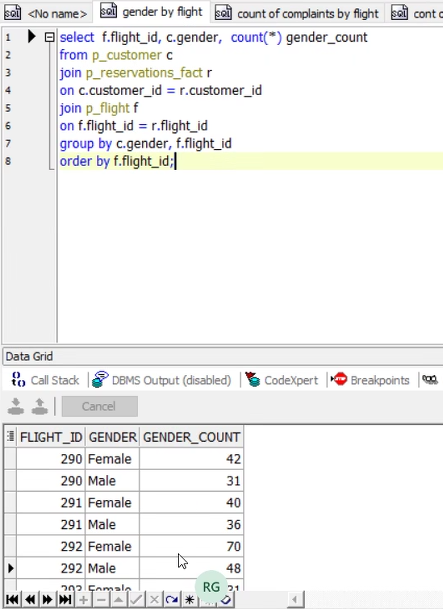 <No name> gender by flight count of complaints by flight cont o
1 select f.flight_id, c.gender, count(*) gender_count
2 from p_customer c
3 join p_reservations_fact r
4 on c.customer_id = r.customer_id
5 join p_flight f
6 on f.flight_id = r.flight_id
7 group by c.gender, f.flight_id
8 order by f.flight_id;
Data Grid
Call Stack DBMS Output (disabled) CodeXpert Breakpoints
Cancel
FLIGHT_ID GENDER GENDER_COUNT
290 Female 42
290 Male 31
291 Female 40
291 Male 36
292 Female 70
292 Male 48
293 Female 31
RG